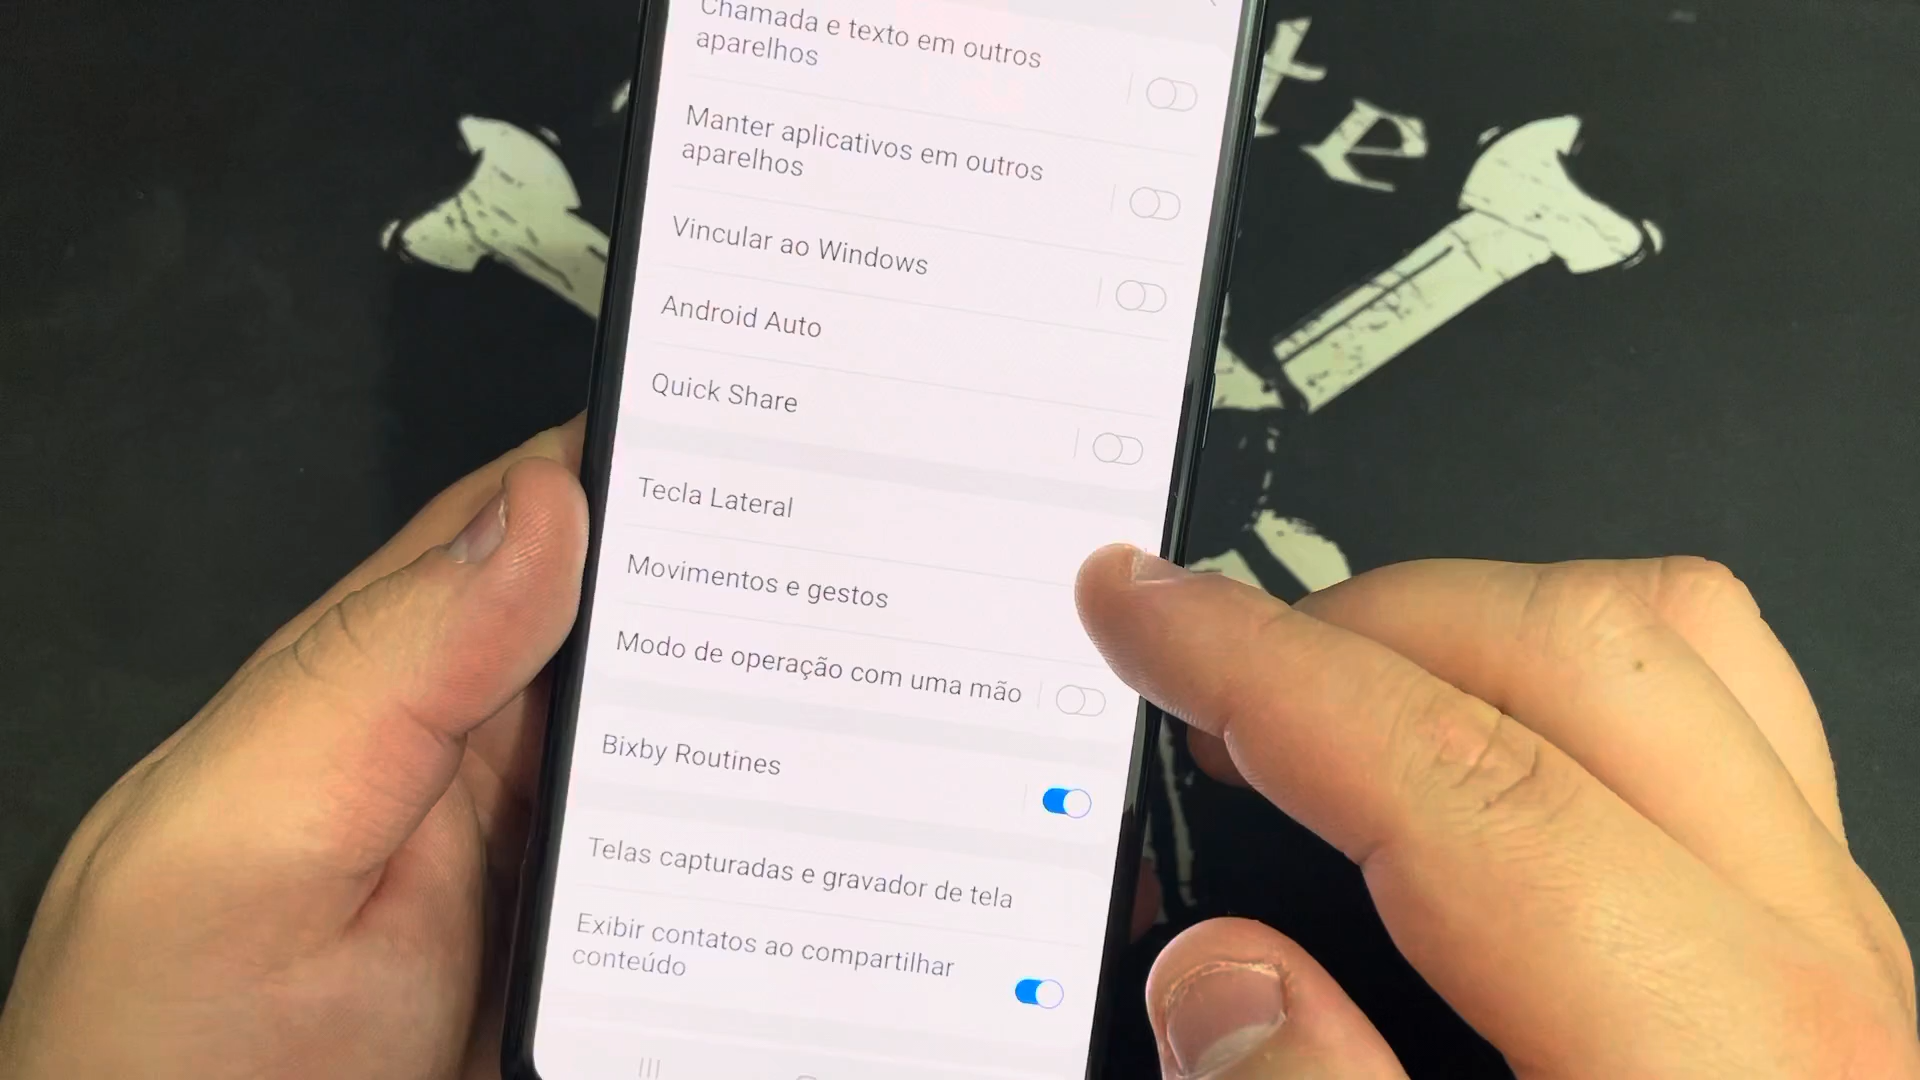 Chamada e texto em outros
aparelhos
Manter aplicativos em outros
aparelhos
Vincular ao Windows
Android Auto
Quick Share
Tecla Lateral
Movimentos e gestos
Modo de operação com uma mão
Bixby Routines
Telas capturadas e gravador de tela
Exibir contatos ao compartilhar
conteúdo